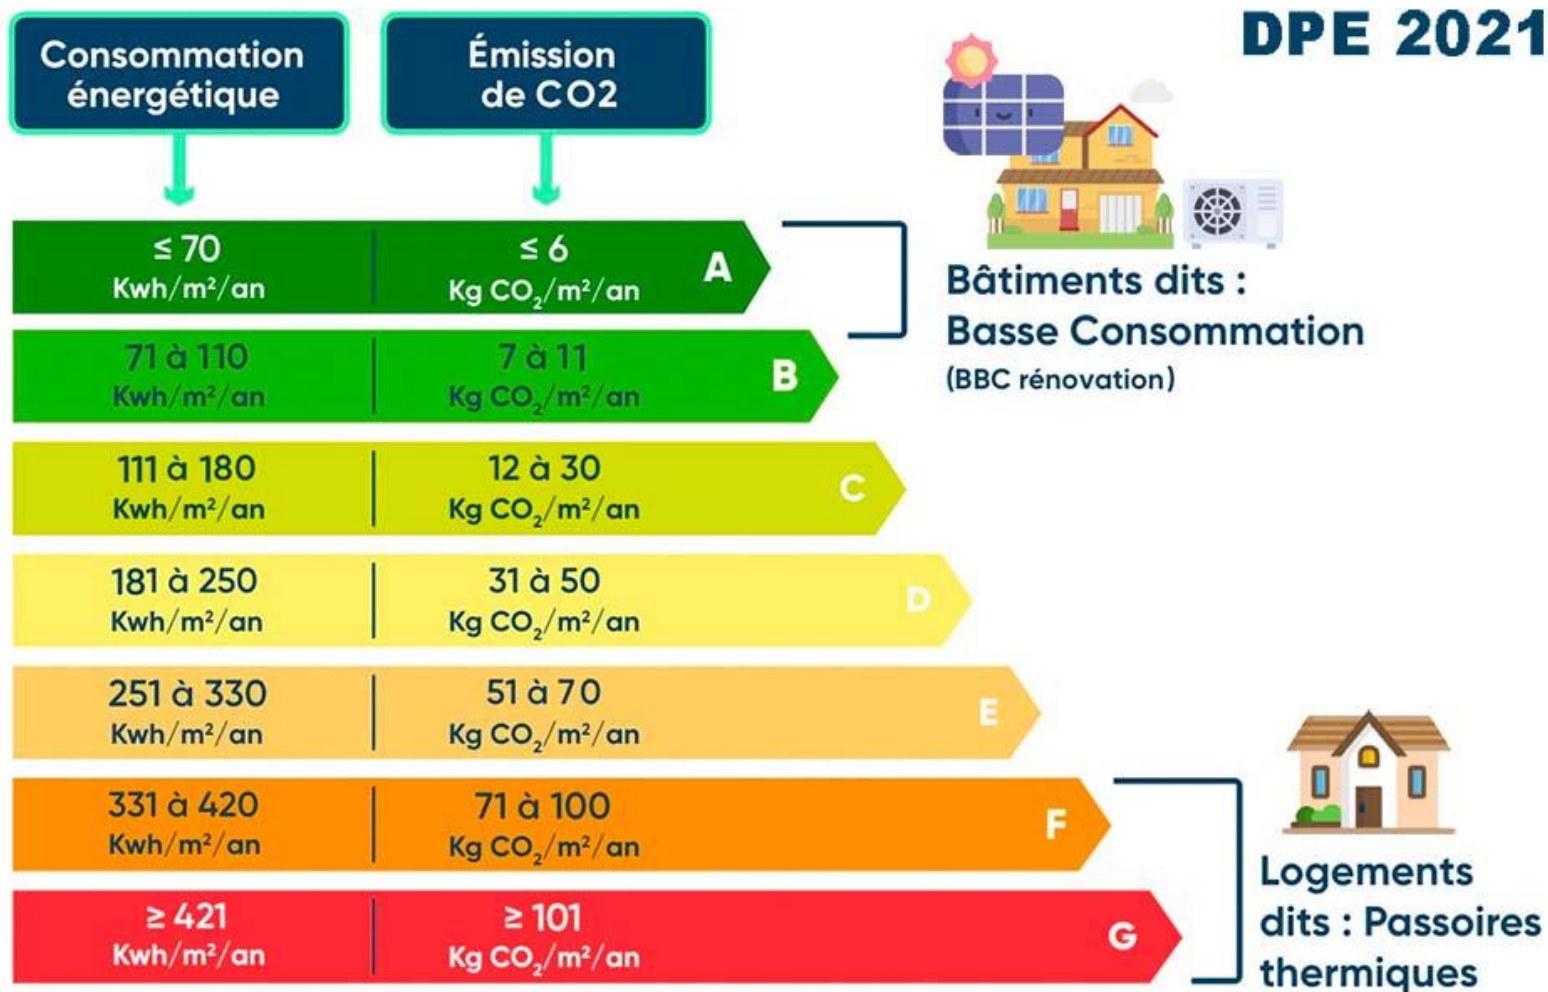 DPE 2021
Consommation
énergétique
Émission
de CO2
≤ 70
Kwh/m²/an
≤ 6
Kg CO₂/m²/an
A
71 à 110
Kwh/m²/an
7 à 11
Kg CO₂/m²/an
B
111 à 180
Kwh/m²/an
12 à 30
Kg CO₂/m²/an
C
181 à 250
Kwh/m²/an
31 à 50
Kg CO₂/m²/an
D
251 à 330
Kwh/m²/an
51 à 70
Kg CO₂/m²/an
E
331 à 420
Kwh/m²/an
71 à 100
Kg CO₂/m²/an
F
≥ 421
Kwh/m²/an
≥ 101
Kg CO₂/m²/an
G
Bâtiments dits :
Basse Consommation
(BBC rénovation)
Logements
dits : Passoires
thermiques